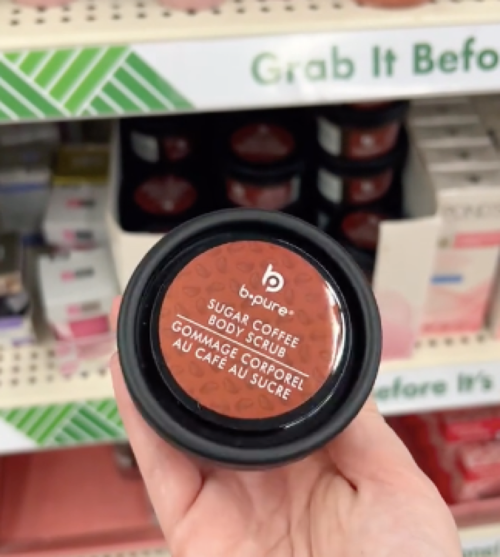 Grab It Befo
b•pure®
SUGAR COFFEE
BODY SCRUB
GOMMAGE CORPOREL
AU CAFÉ AU SUCRE
efore It's